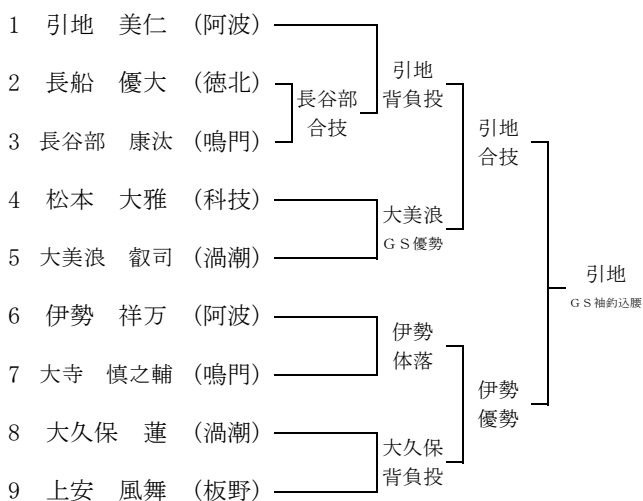 1 引地 美仁 (阿波)
2 長船 優大 (徳北)
3 長谷部 康汰 (鳴門)
4 松本 大雅 (科技)
5 大美浪 叡司 (渦潮)
6 伊勢 祥万 (阿波)
7 大寺 慎之輔 (鳴門)
8 大久保 蓮 (渦潮)
9 上安 風舞 (板野)
長谷部
合技
引地
背負投
大美浪
GS優勢
伊勢
体落
大久保
背負投
引地
合技
伊勢
優勢
引地
GS袖釣込腰